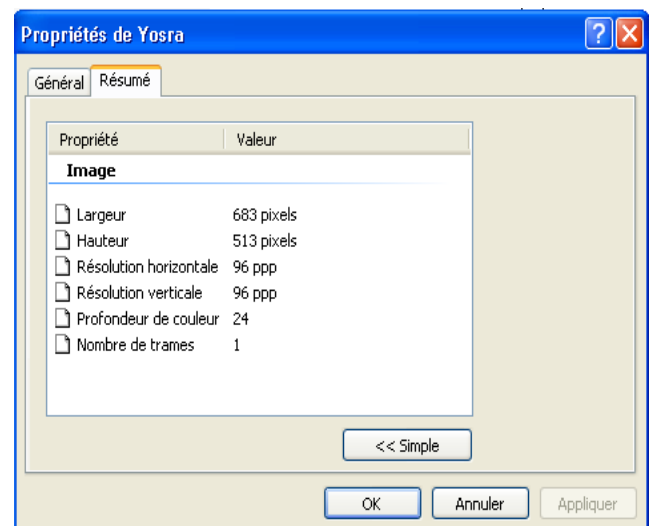 Propriétés de Yosra
Général Résumé
Propriété Valeur
Image
Largeur 683 pixels
Hauteur 513 pixels
Résolution horizontale 96 ppp
Résolution verticale 96 ppp
Profondeur de couleur 24
Nombre de trames 1
<< Simple
OK Annuler Appliquer